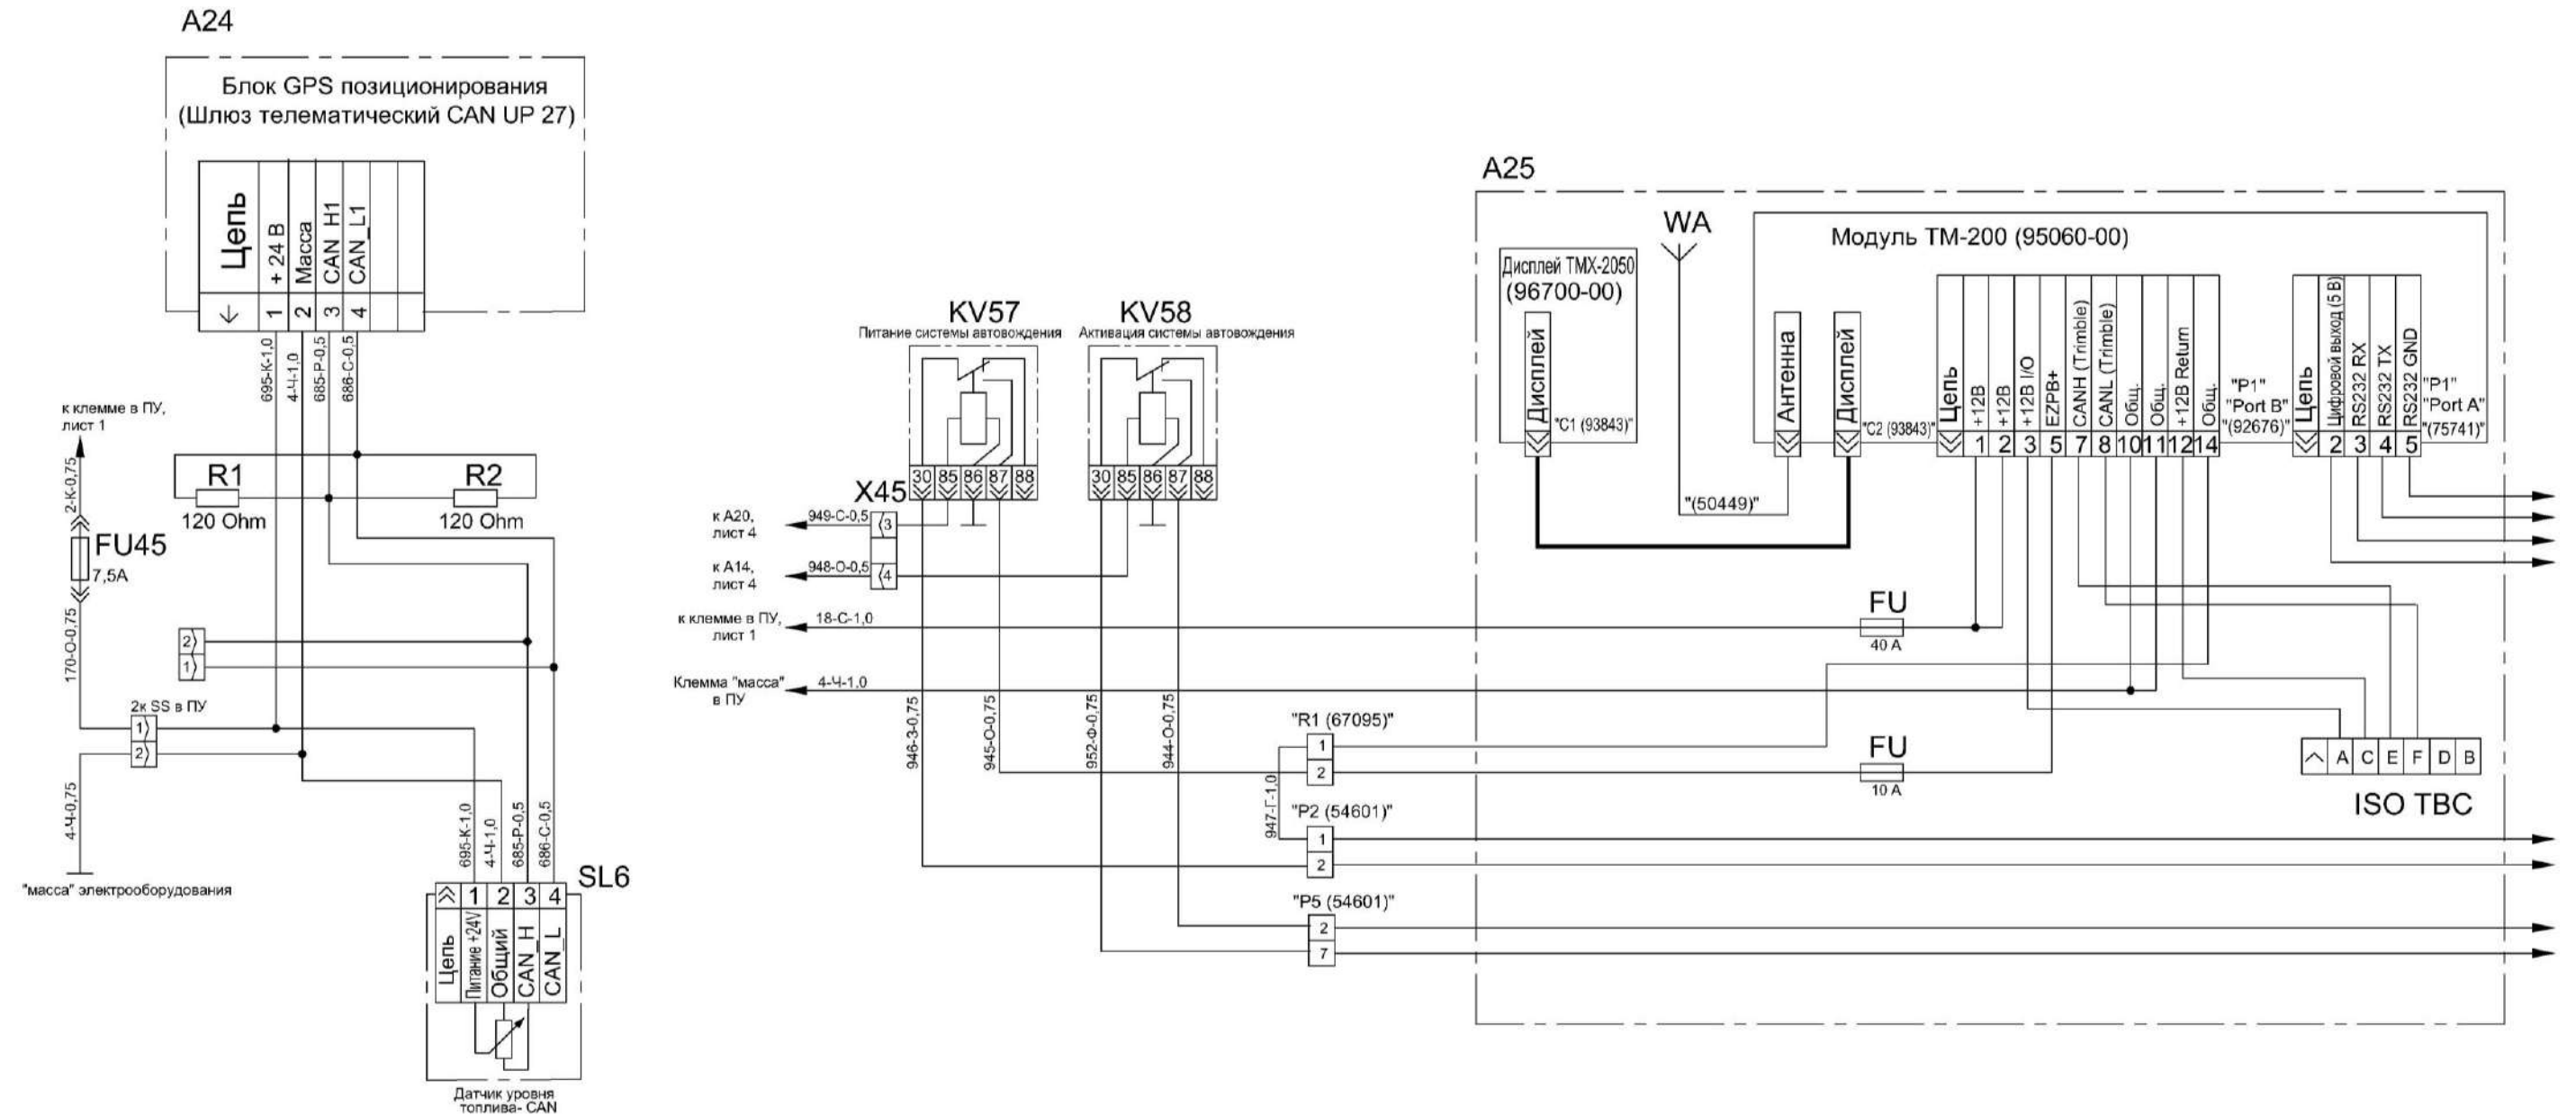 A24
Блок GPS позиционирования
(Шлюз телематический CAN UP 27)
Цепь
+ 24 В
Масса
CAN_H1
CAN_L1
1
2
3
4
695-К-1,0
4-Ч-1,0
685-Р-0,5
686-С-0,5
к клемме в ПУ,
лист 1
2-К-0,75
R1
120 Ohm
R2
120 Ohm
FU45
7,5А
170-О-0,75
2
1
2к SS в ПУ
1
2
4-Ч-0,75
"масса" электрооборудования
695-К-1,0
4-Ч-1,0
685-Р-0,5
686-С-0,5
SL6
1
2
3
4
Цепь
Питание +24V
Общий
CAN_H
CAN_L
Датчик уровня
топлива- CAN
KV57
Питание системы автовождения
30
85
86
87
88
KV58
Активация системы автовождения
30
85
86
87
88
X45
к А20,
лист 4
949-С-0,5
3
к А14,
лист 4
948-О-0,5
4
к клемме в ПУ,
лист 1
18-С-1,0
Клемма "масса"
в ПУ
4-Ч-1,0
946-З-0,75
945-О-0,75
952-Ф-0,75
944-О-0,75
"R1 (67095)"
1
2
947-Г-1,0
"P2 (54601)"
1
2
"P5 (54601)"
2
7
A25
Дисплей TMX-2050
(96700-00)
Дисплей
"C1 (93843)"
WA
"(50449)"
Модуль ТМ-200 (95060-00)
Антенна
Дисплей
"C2 (93843)"
Цепь
+12В
+12В
+12В I/O
EZPB+
CANH (Trimble)
CANL (Trimble)
Общ.
Общ.
+12В Return
Общ.
1
2
3
5
7
8
10
11
12
14
"P1"
"Port B"
"(92676)"
Цепь
Цифровой выход (5 В)
RS232 RX
RS232 TX
RS232 GND
2
3
4
5
"P1"
"Port A"
"(75741)"
FU
40 А
FU
10 А
A
C
E
F
D
B
ISO TBC